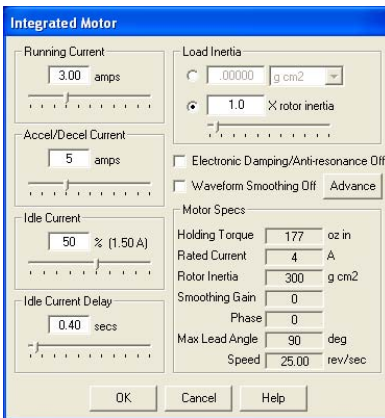 Integrated Motor
Running Current
3.00 amps
Accel/Decel Current
5 amps
Idle Current
50 % (1.50 A)
Idle Current Delay
0.40 secs
Load Inertia
.00000 g cm2
1.0 X rotor inertia
Electronic Damping/Anti-resonance Off
Waveform Smoothing Off Advance
Motor Specs
Holding Torque 177 oz in
Rated Current 4 A
Rotor Inertia 300 g cm2
Smoothing Gain 0
Phase 0
Max Lead Angle 90 deg
Speed 25.00 rev/sec
OK Cancel Help